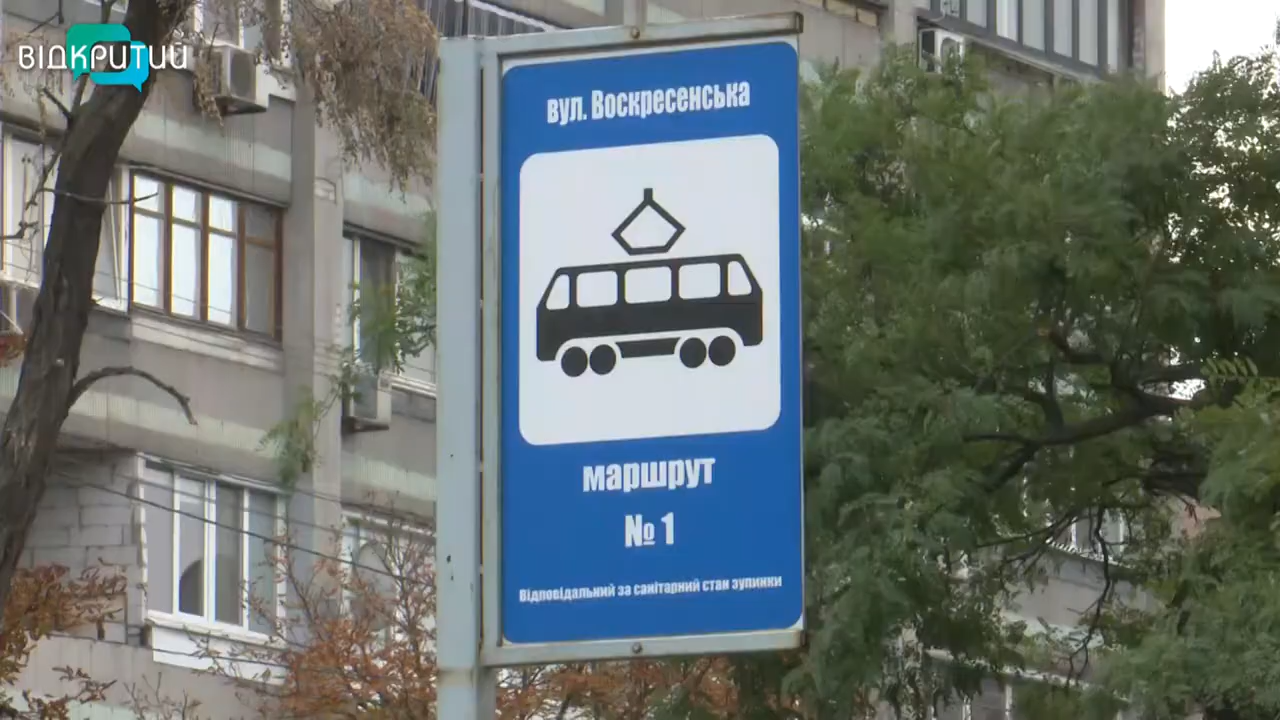 ВІДКРИТИЙ
вул. Воскресенська
маршрут
№ 1
Відповідальний за санітарний стан зупинки